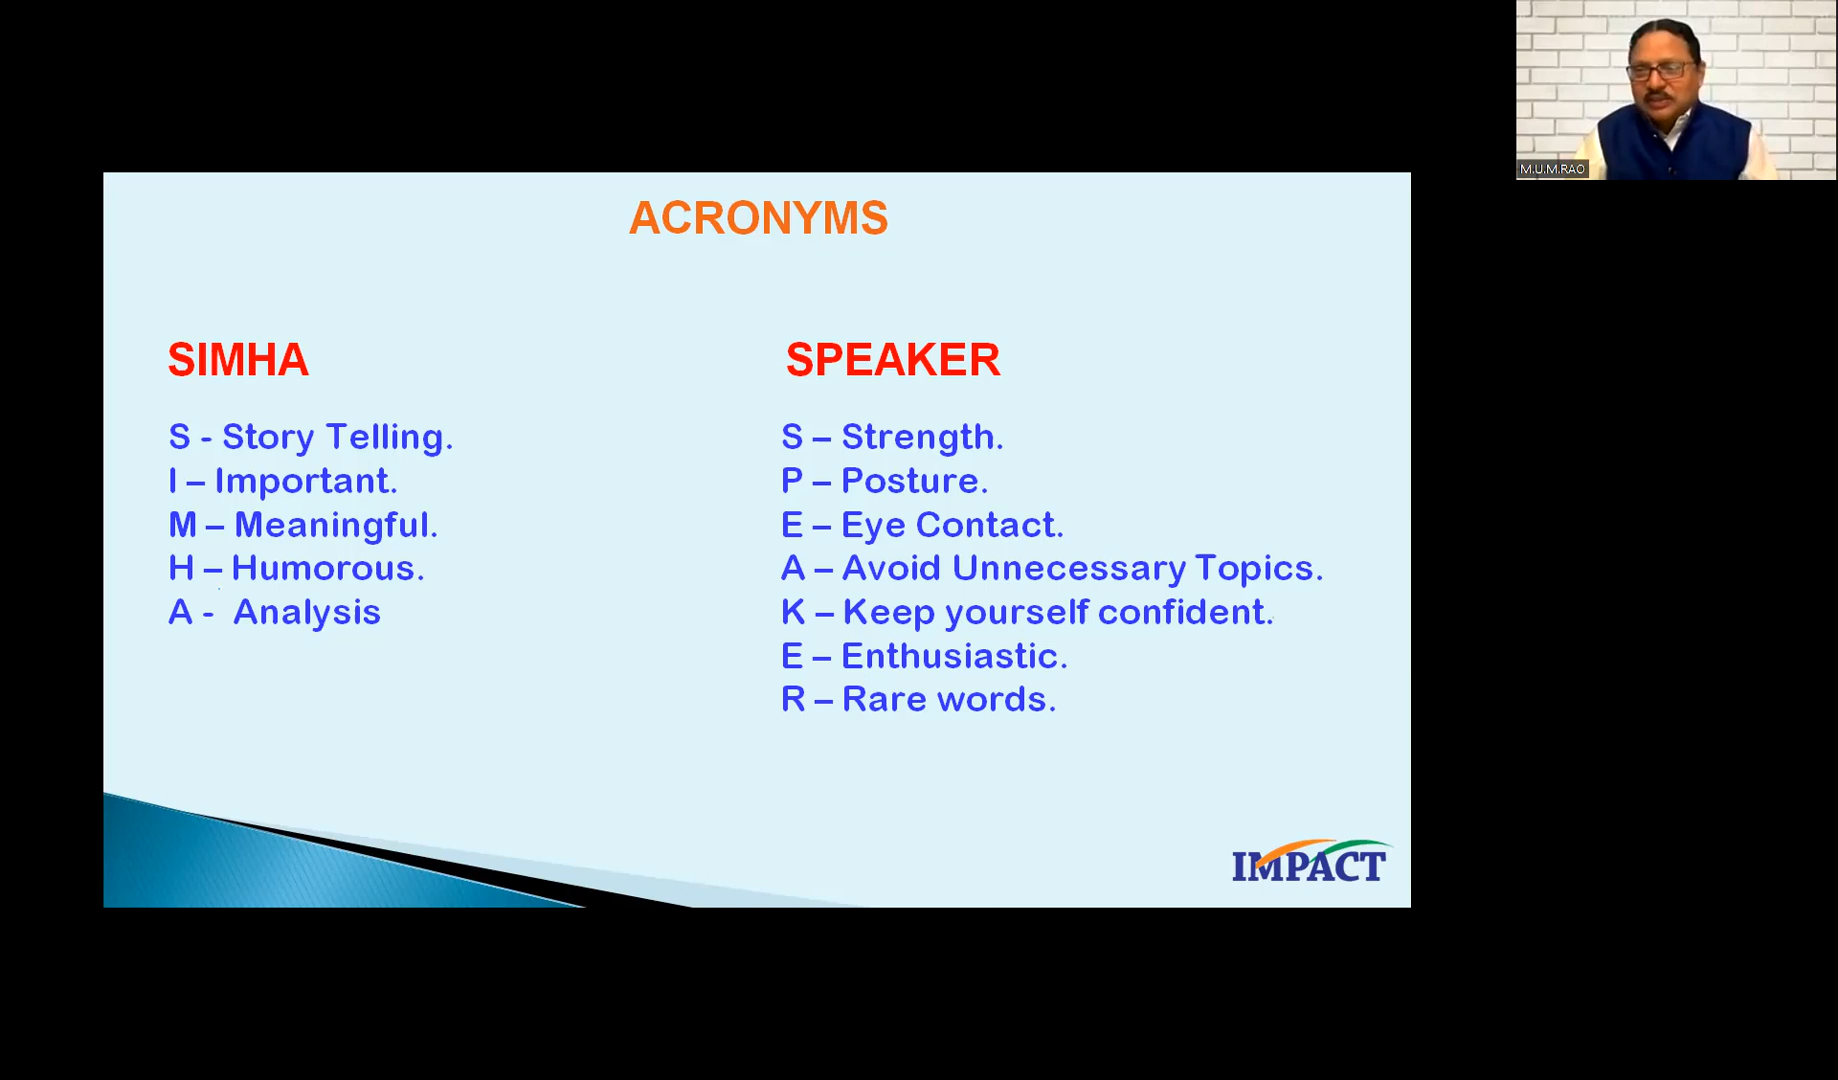 M.U.M.RAO
ACRONYMS
SIMHA
S - Story Telling.
I – Important.
M – Meaningful.
H – Humorous.
A -  Analysis
SPEAKER
S – Strength.
P – Posture.
E – Eye Contact.
A – Avoid Unnecessary Topics.
K – Keep yourself confident.
E – Enthusiastic.
R – Rare words.
IMPACT